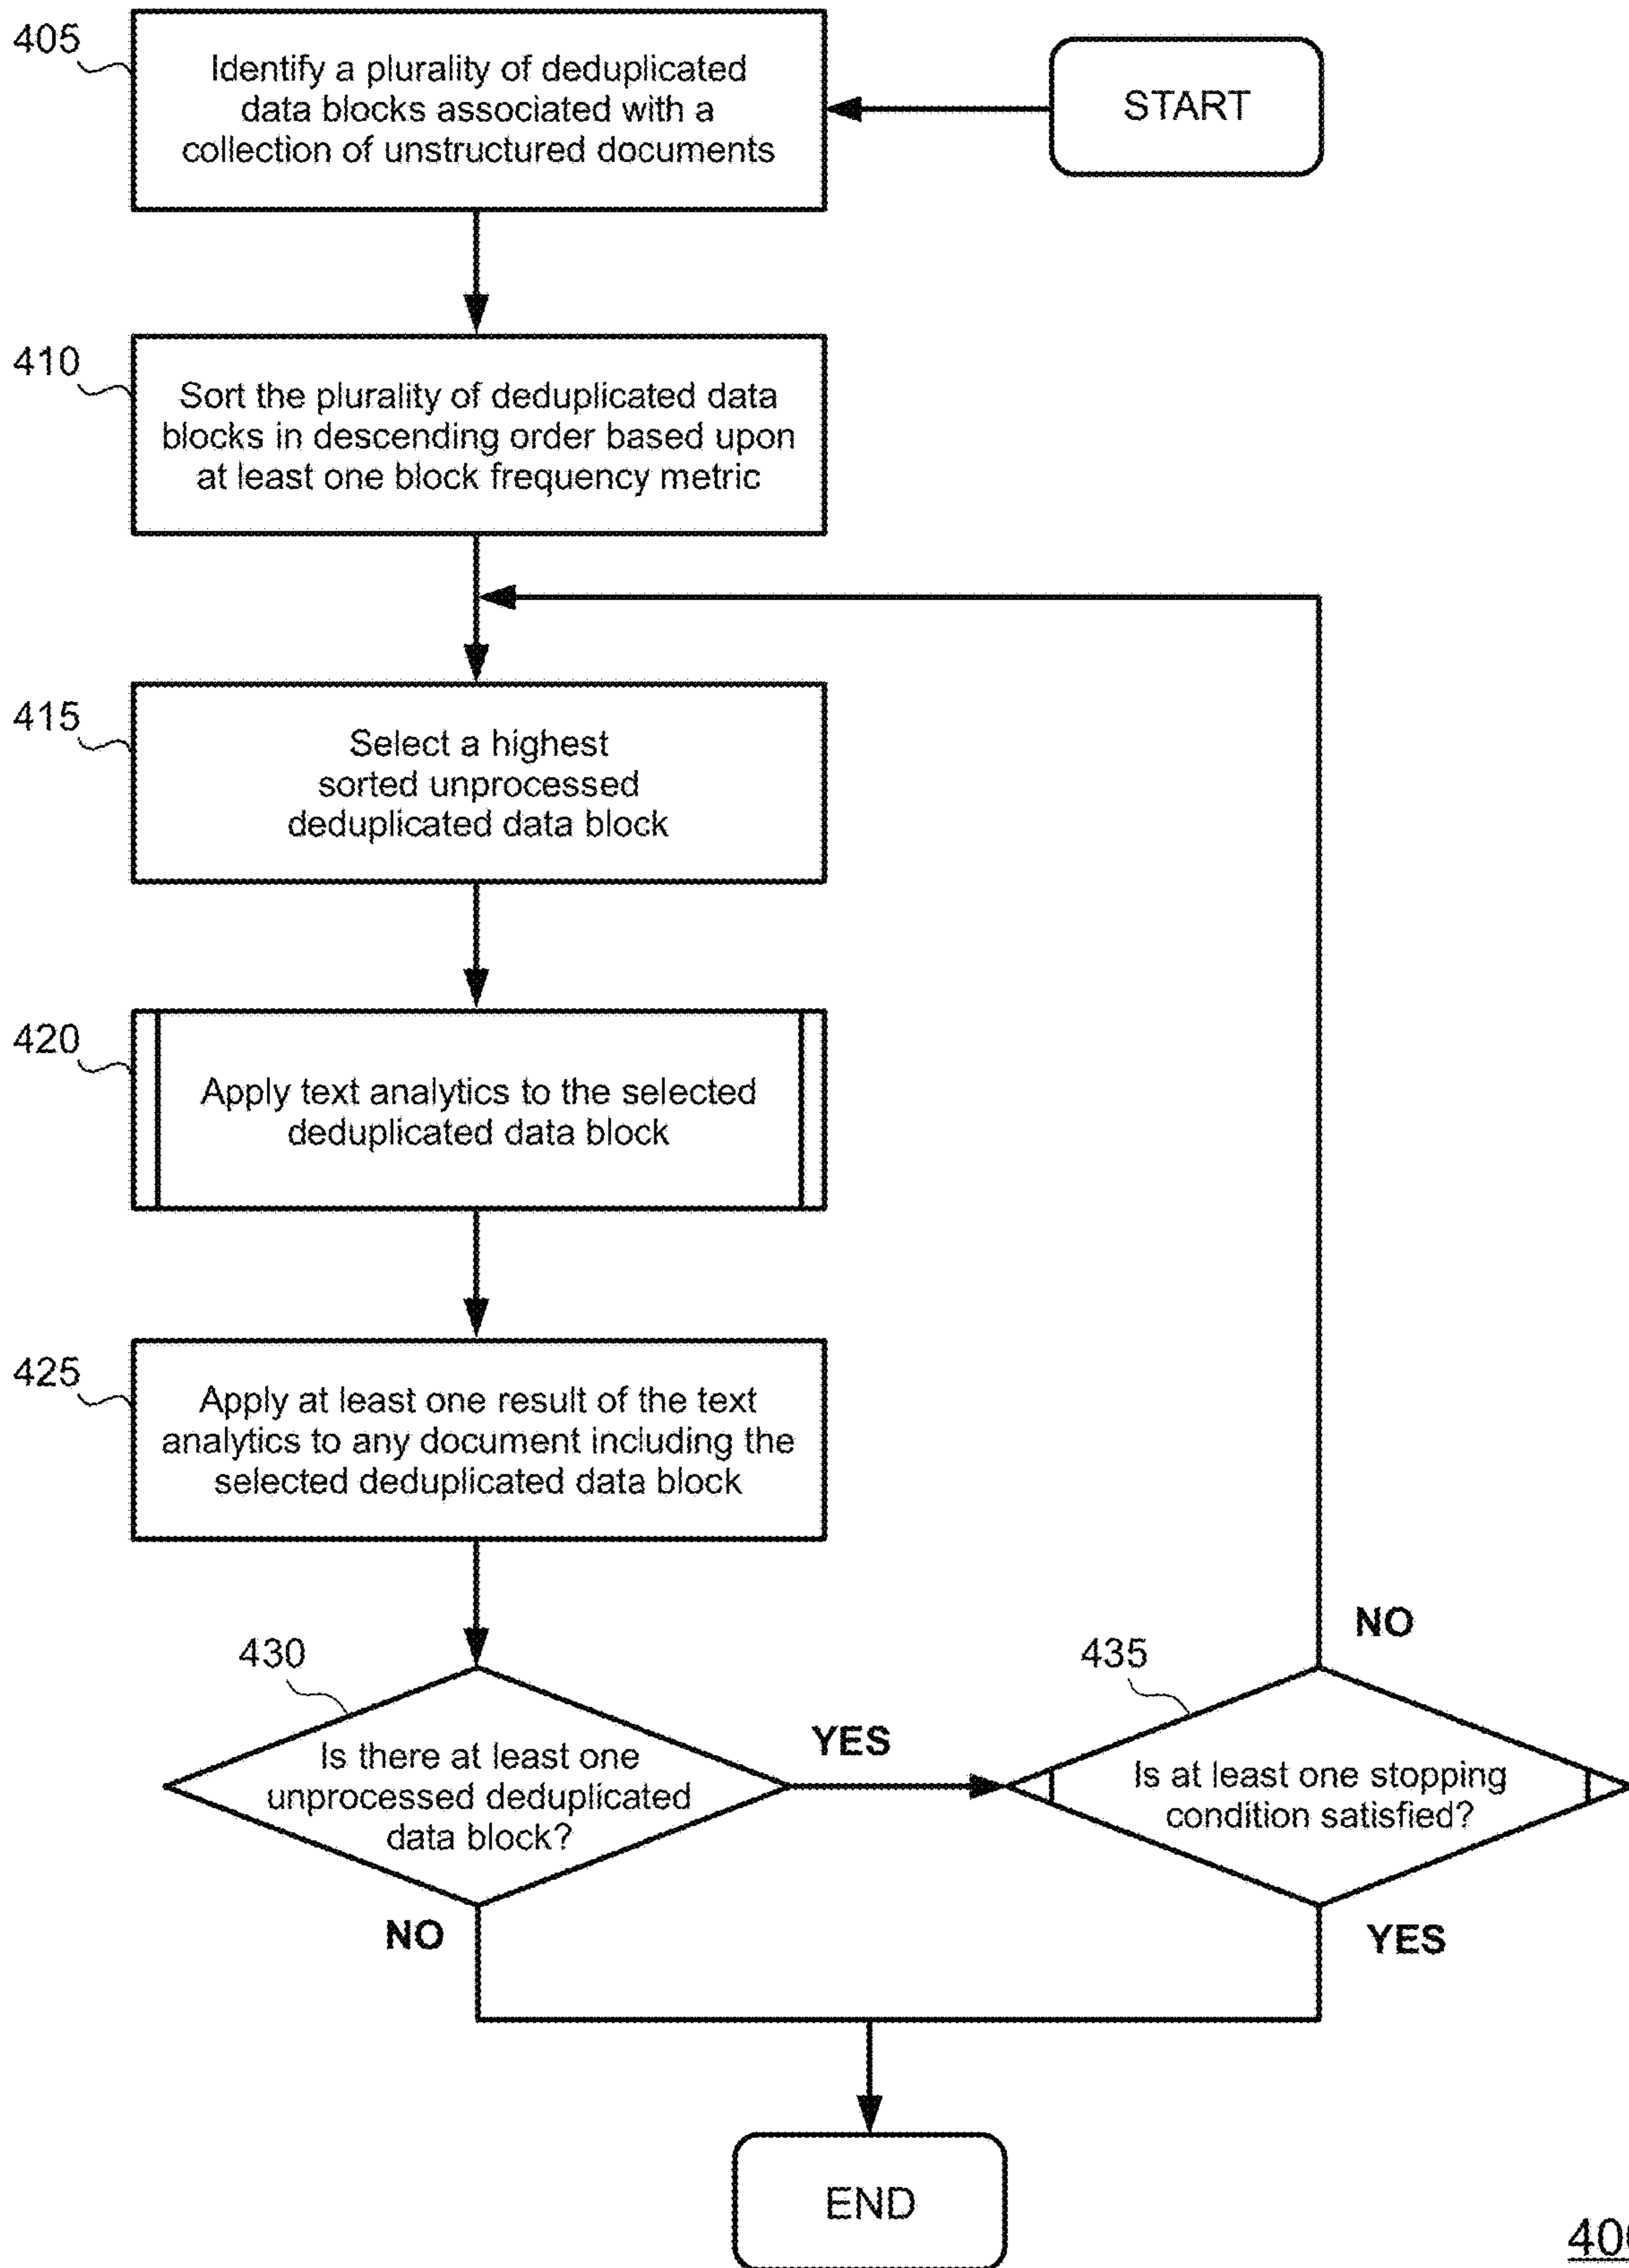 START
405
Identify a plurality of deduplicated
data blocks associated with a
collection of unstructured documents
410
Sort the plurality of deduplicated data
blocks in descending order based upon
at least one block frequency metric
415
Select a highest
sorted unprocessed
deduplicated data block
420
Apply text analytics to the selected
deduplicated data block
425
Apply at least one result of the text
analytics to any document including the
selected deduplicated data block
430
Is there at least one
unprocessed deduplicated
data block?
YES
NO
435
Is at least one stopping
condition satisfied?
NO
YES
END
400